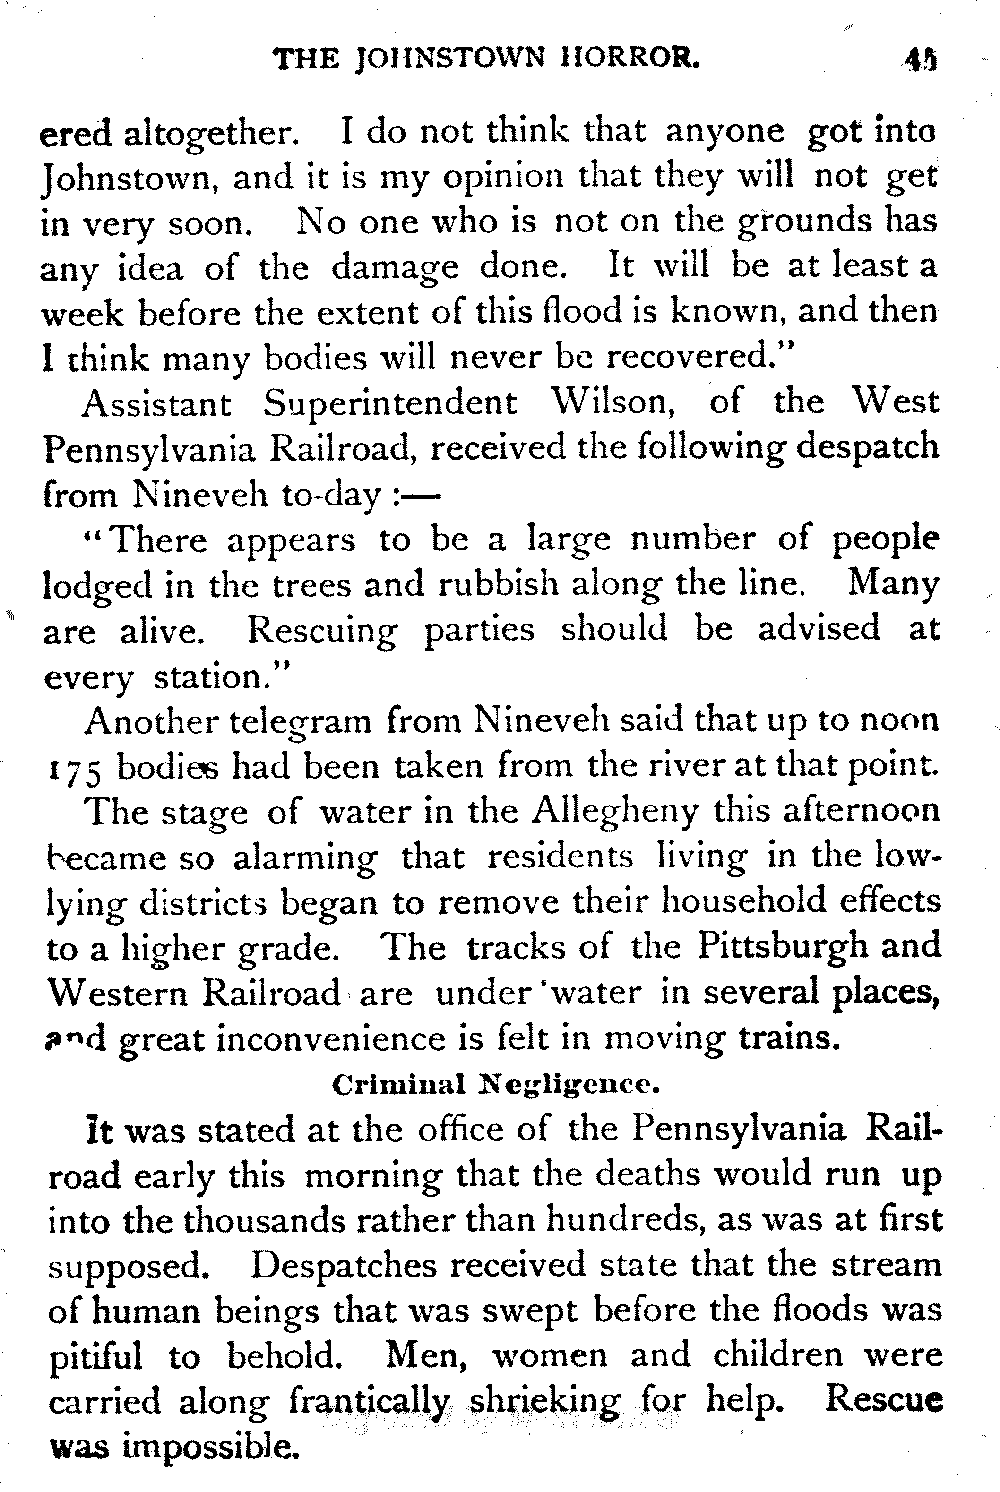 THE JOHNSTOWN HORROR. 45
ered altogether. I do not think that anyone got into
Johnstown, and it is my opinion that they will not get
in very soon. No one who is not on the grounds has
any idea of the damage done. It will be at least a
week before the extent of this flood is known, and then
I think many bodies will never be recovered."
Assistant Superintendent Wilson, of the West
Pennsylvania Railroad, received the following despatch
from Nineveh to-day :—
"There appears to be a large number of people
lodged in the trees and rubbish along the line. Many
are alive. Rescuing parties should be advised at
every station."
Another telegram from Nineveh said that up to noon
175 bodies had been taken from the river at that point.
The stage of water in the Allegheny this afternoon
became so alarming that residents living in the low-
lying districts began to remove their household effects
to a higher grade. The tracks of the Pittsburgh and
Western Railroad are under water in several places,
and great inconvenience is felt in moving trains.
Criminal Negligence.
It was stated at the office of the Pennsylvania Rail-
road early this morning that the deaths would run up
into the thousands rather than hundreds, as was at first
supposed. Despatches received state that the stream
of human beings that was swept before the floods was
pitiful to behold. Men, women and children were
carried along frantically shrieking for help. Rescue
was impossible.